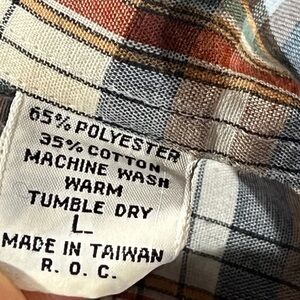 65% POLYESTER
35% COTTON
MACHINE WASH
WARM
TUMBLE DRY
L
MADE IN TAIWAN
R. O. C.